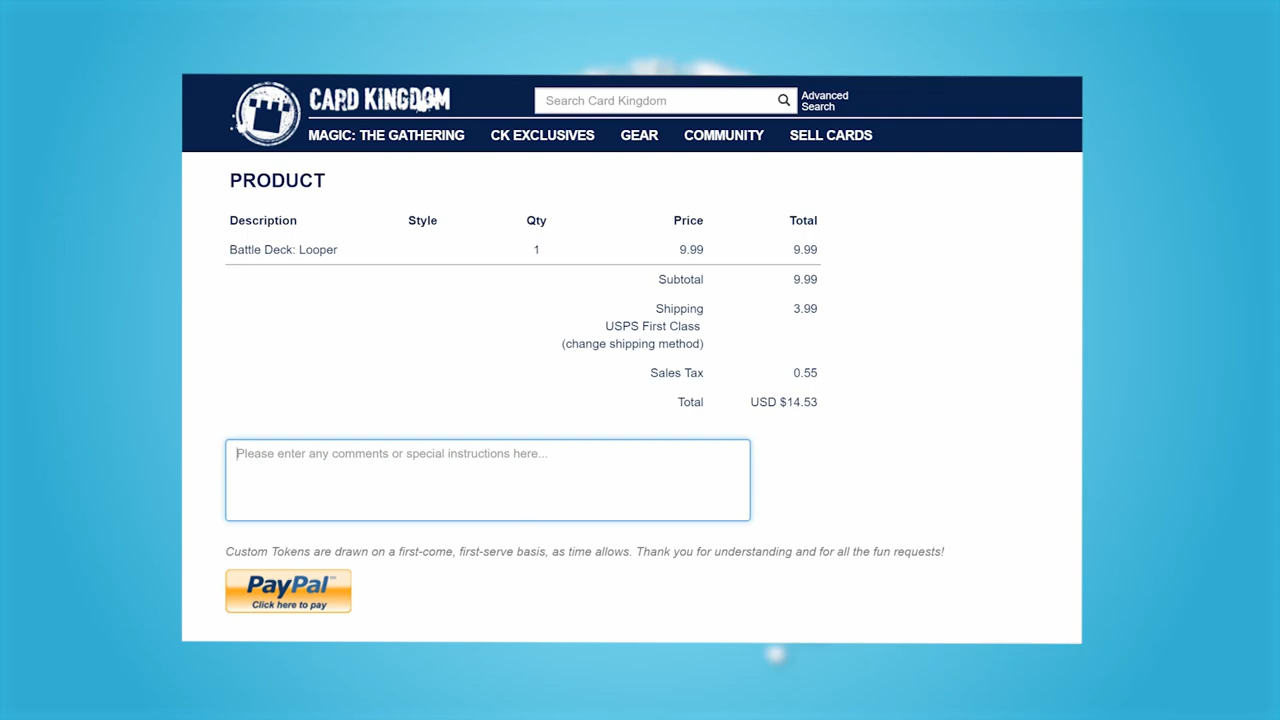 CARD KINGDOM
Search Card Kingdom
Advanced
Search
MAGIC: THE GATHERING CK EXCLUSIVES GEAR COMMUNITY SELL CARDS
PRODUCT
Description Style Qty Price Total
Battle Deck: Looper 1 9.99 9.99
Subtotal 9.99
Shipping 3.99
USPS First Class
(change shipping method)
Sales Tax 0.55
Total USD $14.53
Please enter any comments or special instructions here...
Custom Tokens are drawn on a first-come, first-serve basis, as time allows. Thank you for understanding and for all the fun requests!
PayPal
Click here to pay